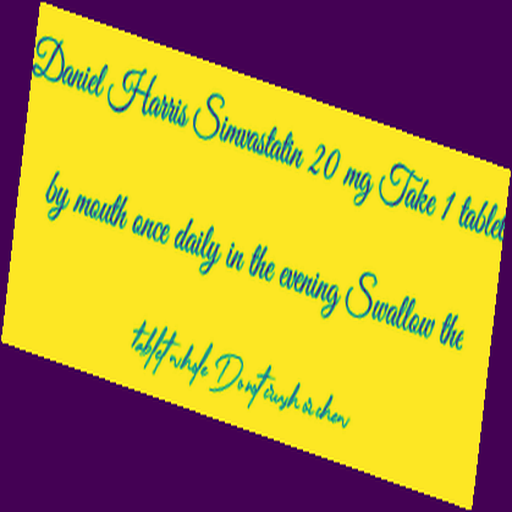 Daniel Harris Simvastatin 20 mg Take 1 tablet
by mouth once daily in the evening Swallow the
tablet whole Do not crush or chew